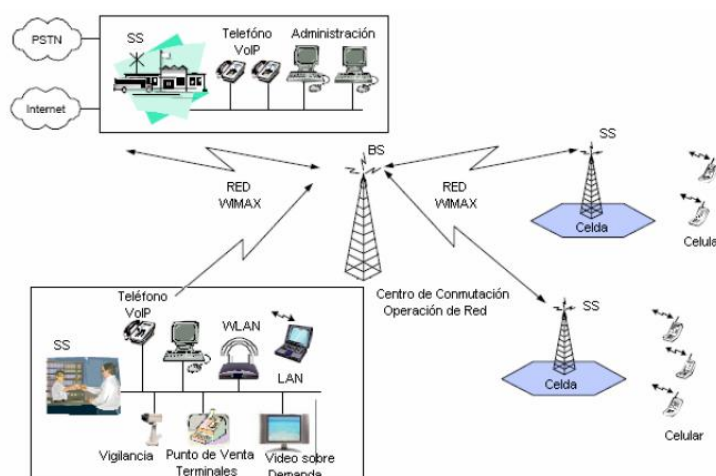 PSTN
Internet
SS
Telefóno
VoIP
Administración
BS
RED
WIMAX
RED
WIMAX
SS
Celda
Celula
Centro de Conmutación
Operación de Red
SS
Celda
Celular
Teléfono
VoIP
SS
WLAN
LAN
Vigilancia
Punto de Venta
Terminales
Video sobre
Demanda